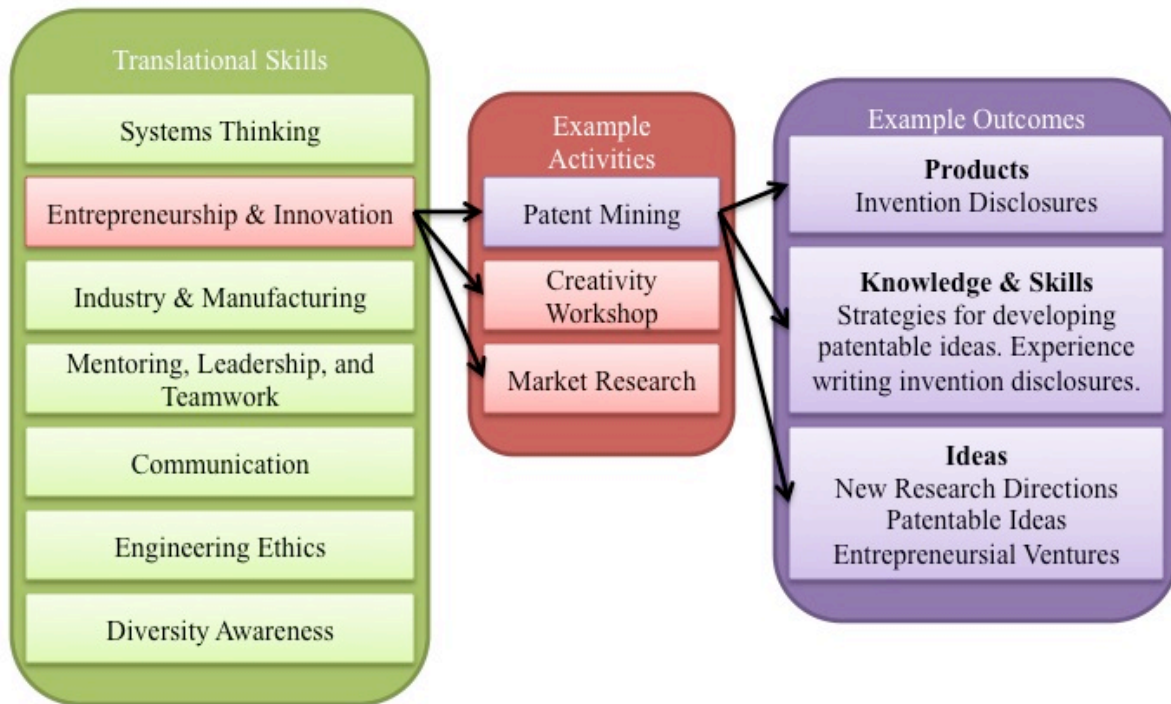 Translational Skills
Systems Thinking
Entrepreneurship & Innovation
Industry & Manufacturing
Mentoring, Leadership, and
Teamwork
Communication
Engineering Ethics
Diversity Awareness
Example
Activities
Patent Mining
Creativity
Workshop
Market Research
Example Outcomes
Products
Invention Disclosures
Knowledge & Skills
Strategies for developing
patentable ideas. Experience
writing invention disclosures.
Ideas
New Research Directions
Patentable Ideas
Entrepreneursial Ventures